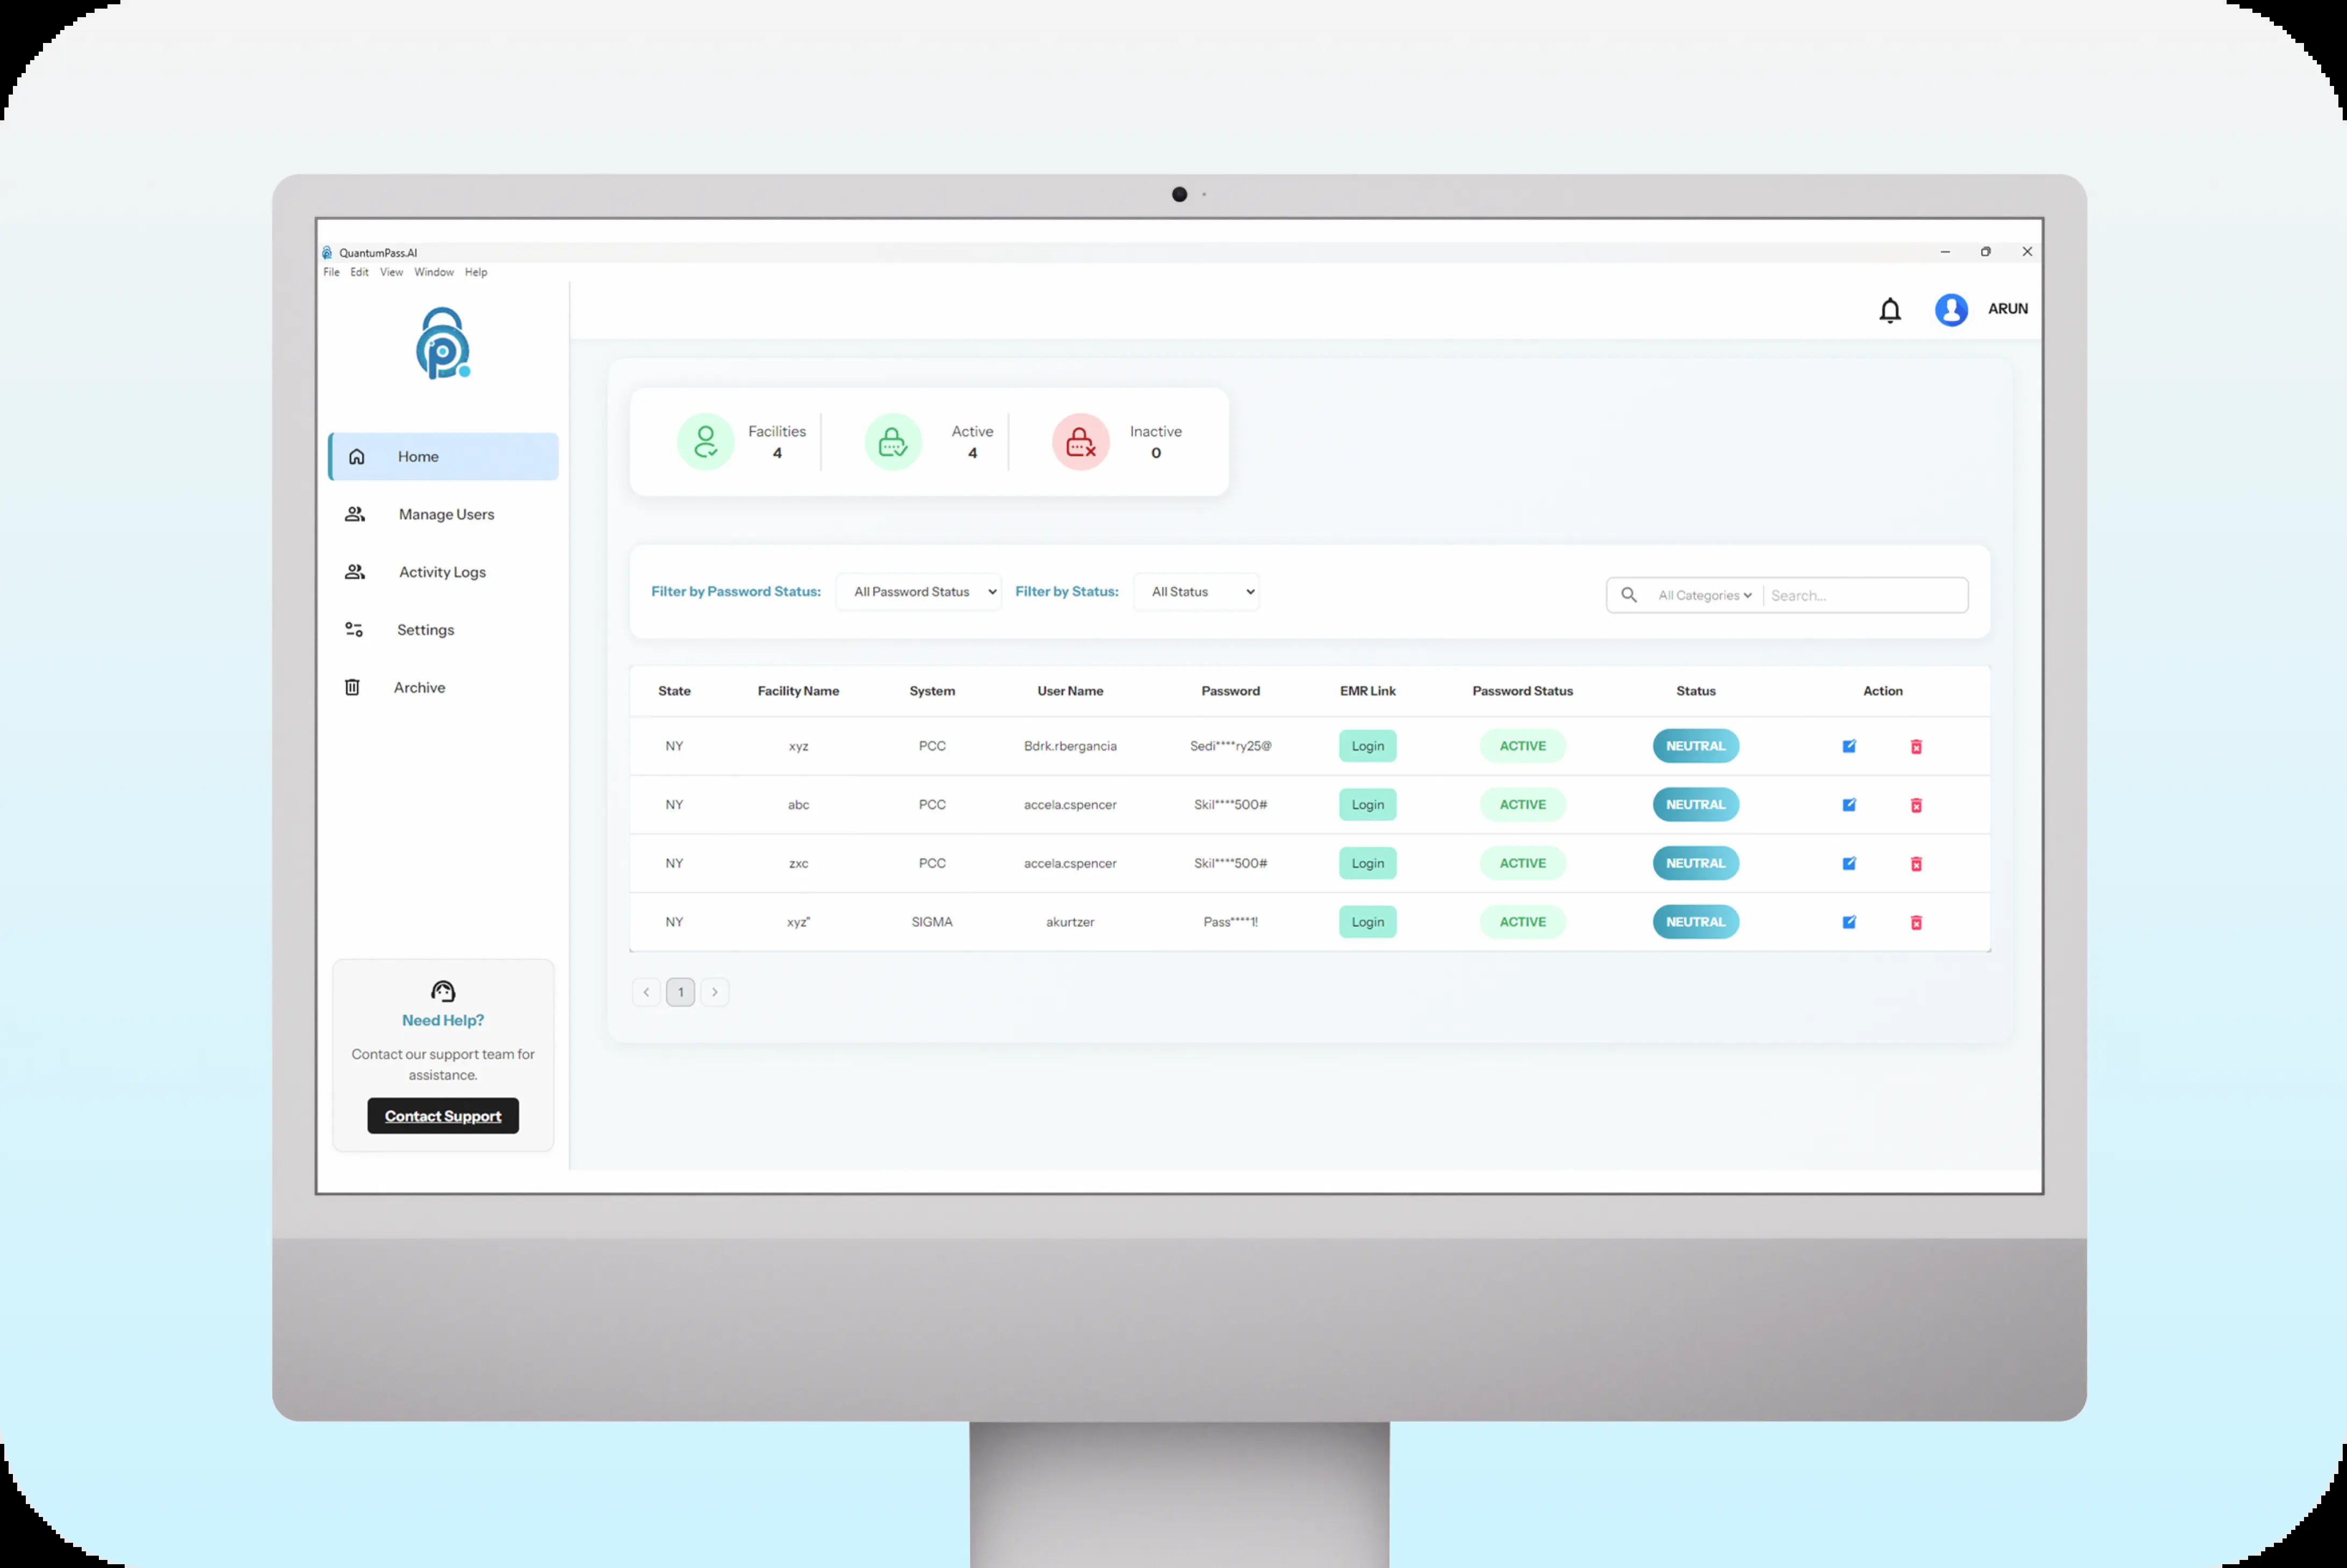 QuantumPass.AI
File Edit View Window Help
ARUN
Home
Manage Users
Activity Logs
Settings
Archive
Need Help?
Contact our support team for
assistance.
Contact Support
Facilities
4
Active
4
Inactive
0
Filter by Password Status: All Password Status Filter by Status: All Status All Categories Search...
State Facility Name System User Name Password EMR Link Password Status Status Action
NY xyz PCC Bdrk.rbergancia Sedi****ry25@ Login ACTIVE NEUTRAL
NY abc PCC accela.cspencer Skil****500# Login ACTIVE NEUTRAL
NY zxc PCC accela.cspencer Skil****500# Login ACTIVE NEUTRAL
NY xyz" SIGMA akurtzer Pass****1! Login ACTIVE NEUTRAL
1